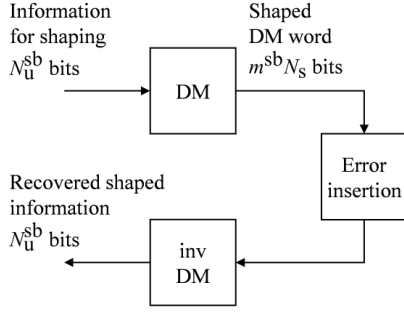 Information
for shaping
N_u^sb bits
Shaped
DM word
m^sb N_s bits
DM
Error
insertion
Recovered shaped
information
N_u^sb bits
inv
DM